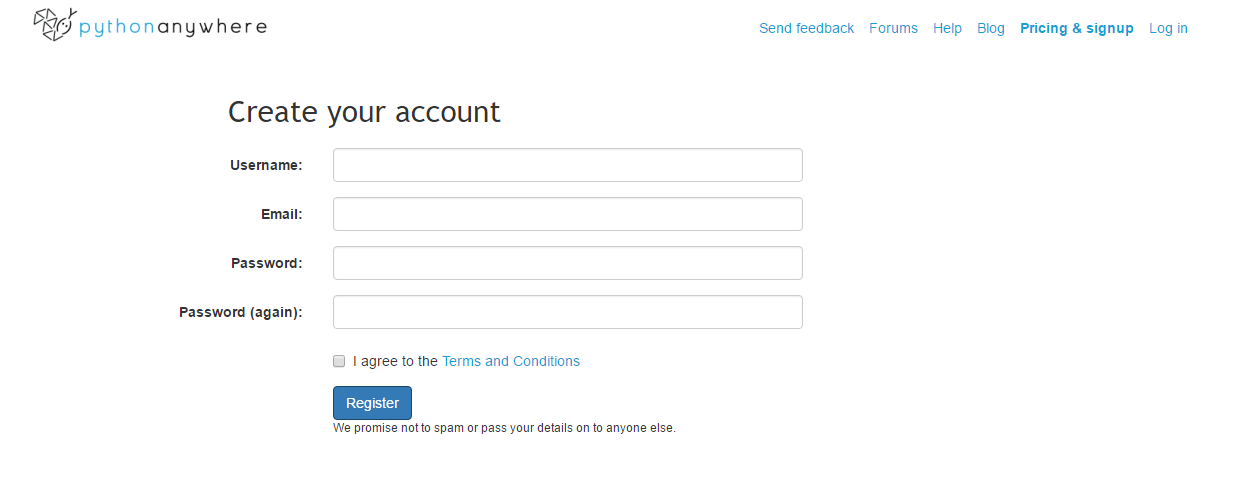 pythonanywhere
Send feedback Forums Help Blog Pricing & signup Log in
Create your account
Username:
Email:
Password:
Password (again):
I agree to the Terms and Conditions
Register
We promise not to spam or pass your details on to anyone else.